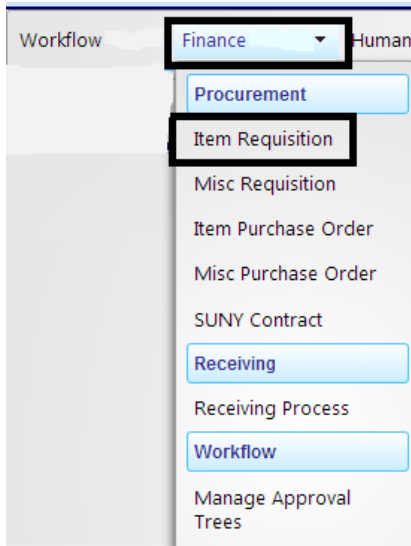 Workflow Finance Human
Procurement
Item Requisition
Misc Requisition
Item Purchase Order
Misc Purchase Order
SUNY Contract
Receiving
Receiving Process
Workflow
Manage Approval
Trees